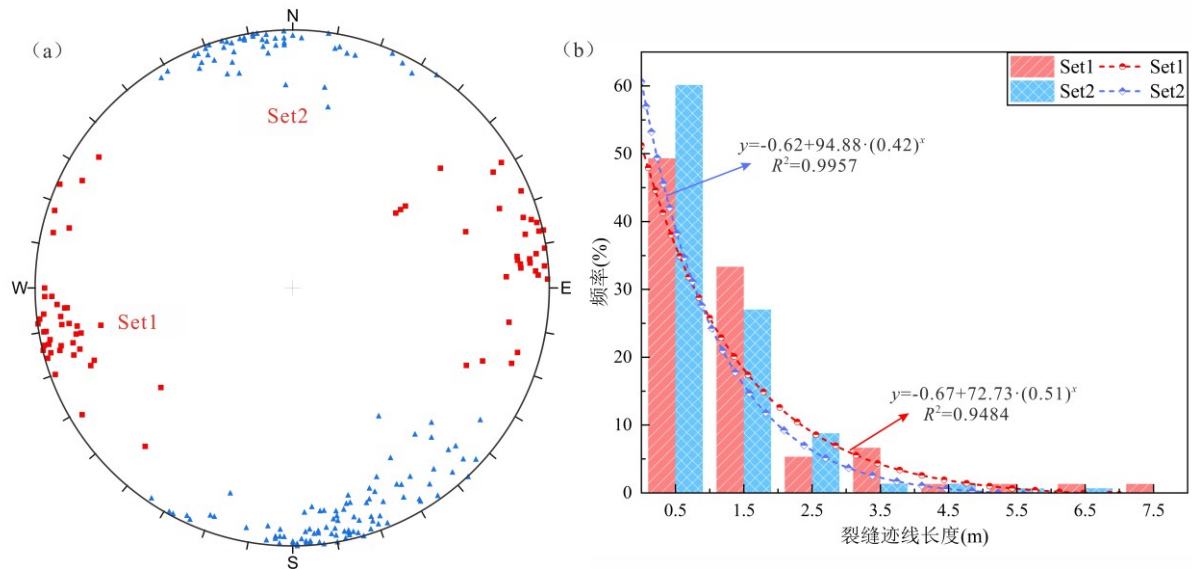 (a)
N
W
E
S
Set2
Set1
(b)
Set1
Set1
Set2
Set2
y=-0.62+94.88·(0.42)ˣ
R²=0.9957
y=-0.67+72.73·(0.51)ˣ
R²=0.9484
频率(%)
60
50
40
30
20
10
0
0.5 1.5 2.5 3.5 4.5 5.5 6.5 7.5
裂缝迹线长度(m)